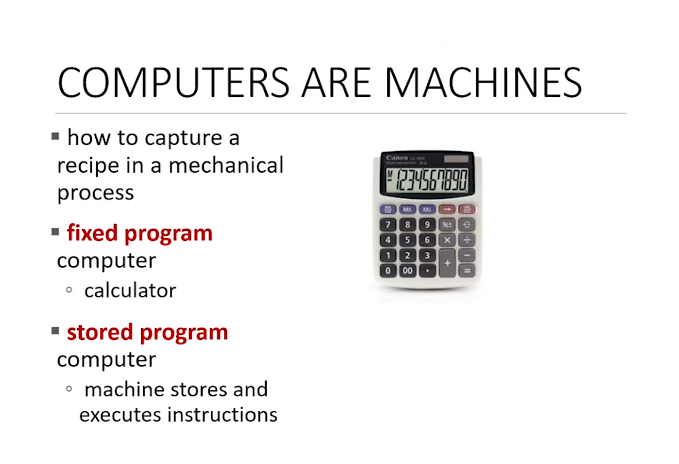 COMPUTERS ARE MACHINES
▪ how to capture a
recipe in a mechanical
process
▪ fixed program
computer
◦ calculator
▪ stored program
computer
◦ machine stores and
executes instructions
Canon
1234567890
7 8 9 %±
4 5 6 × ÷
1 2 3 + −
0 00 • =